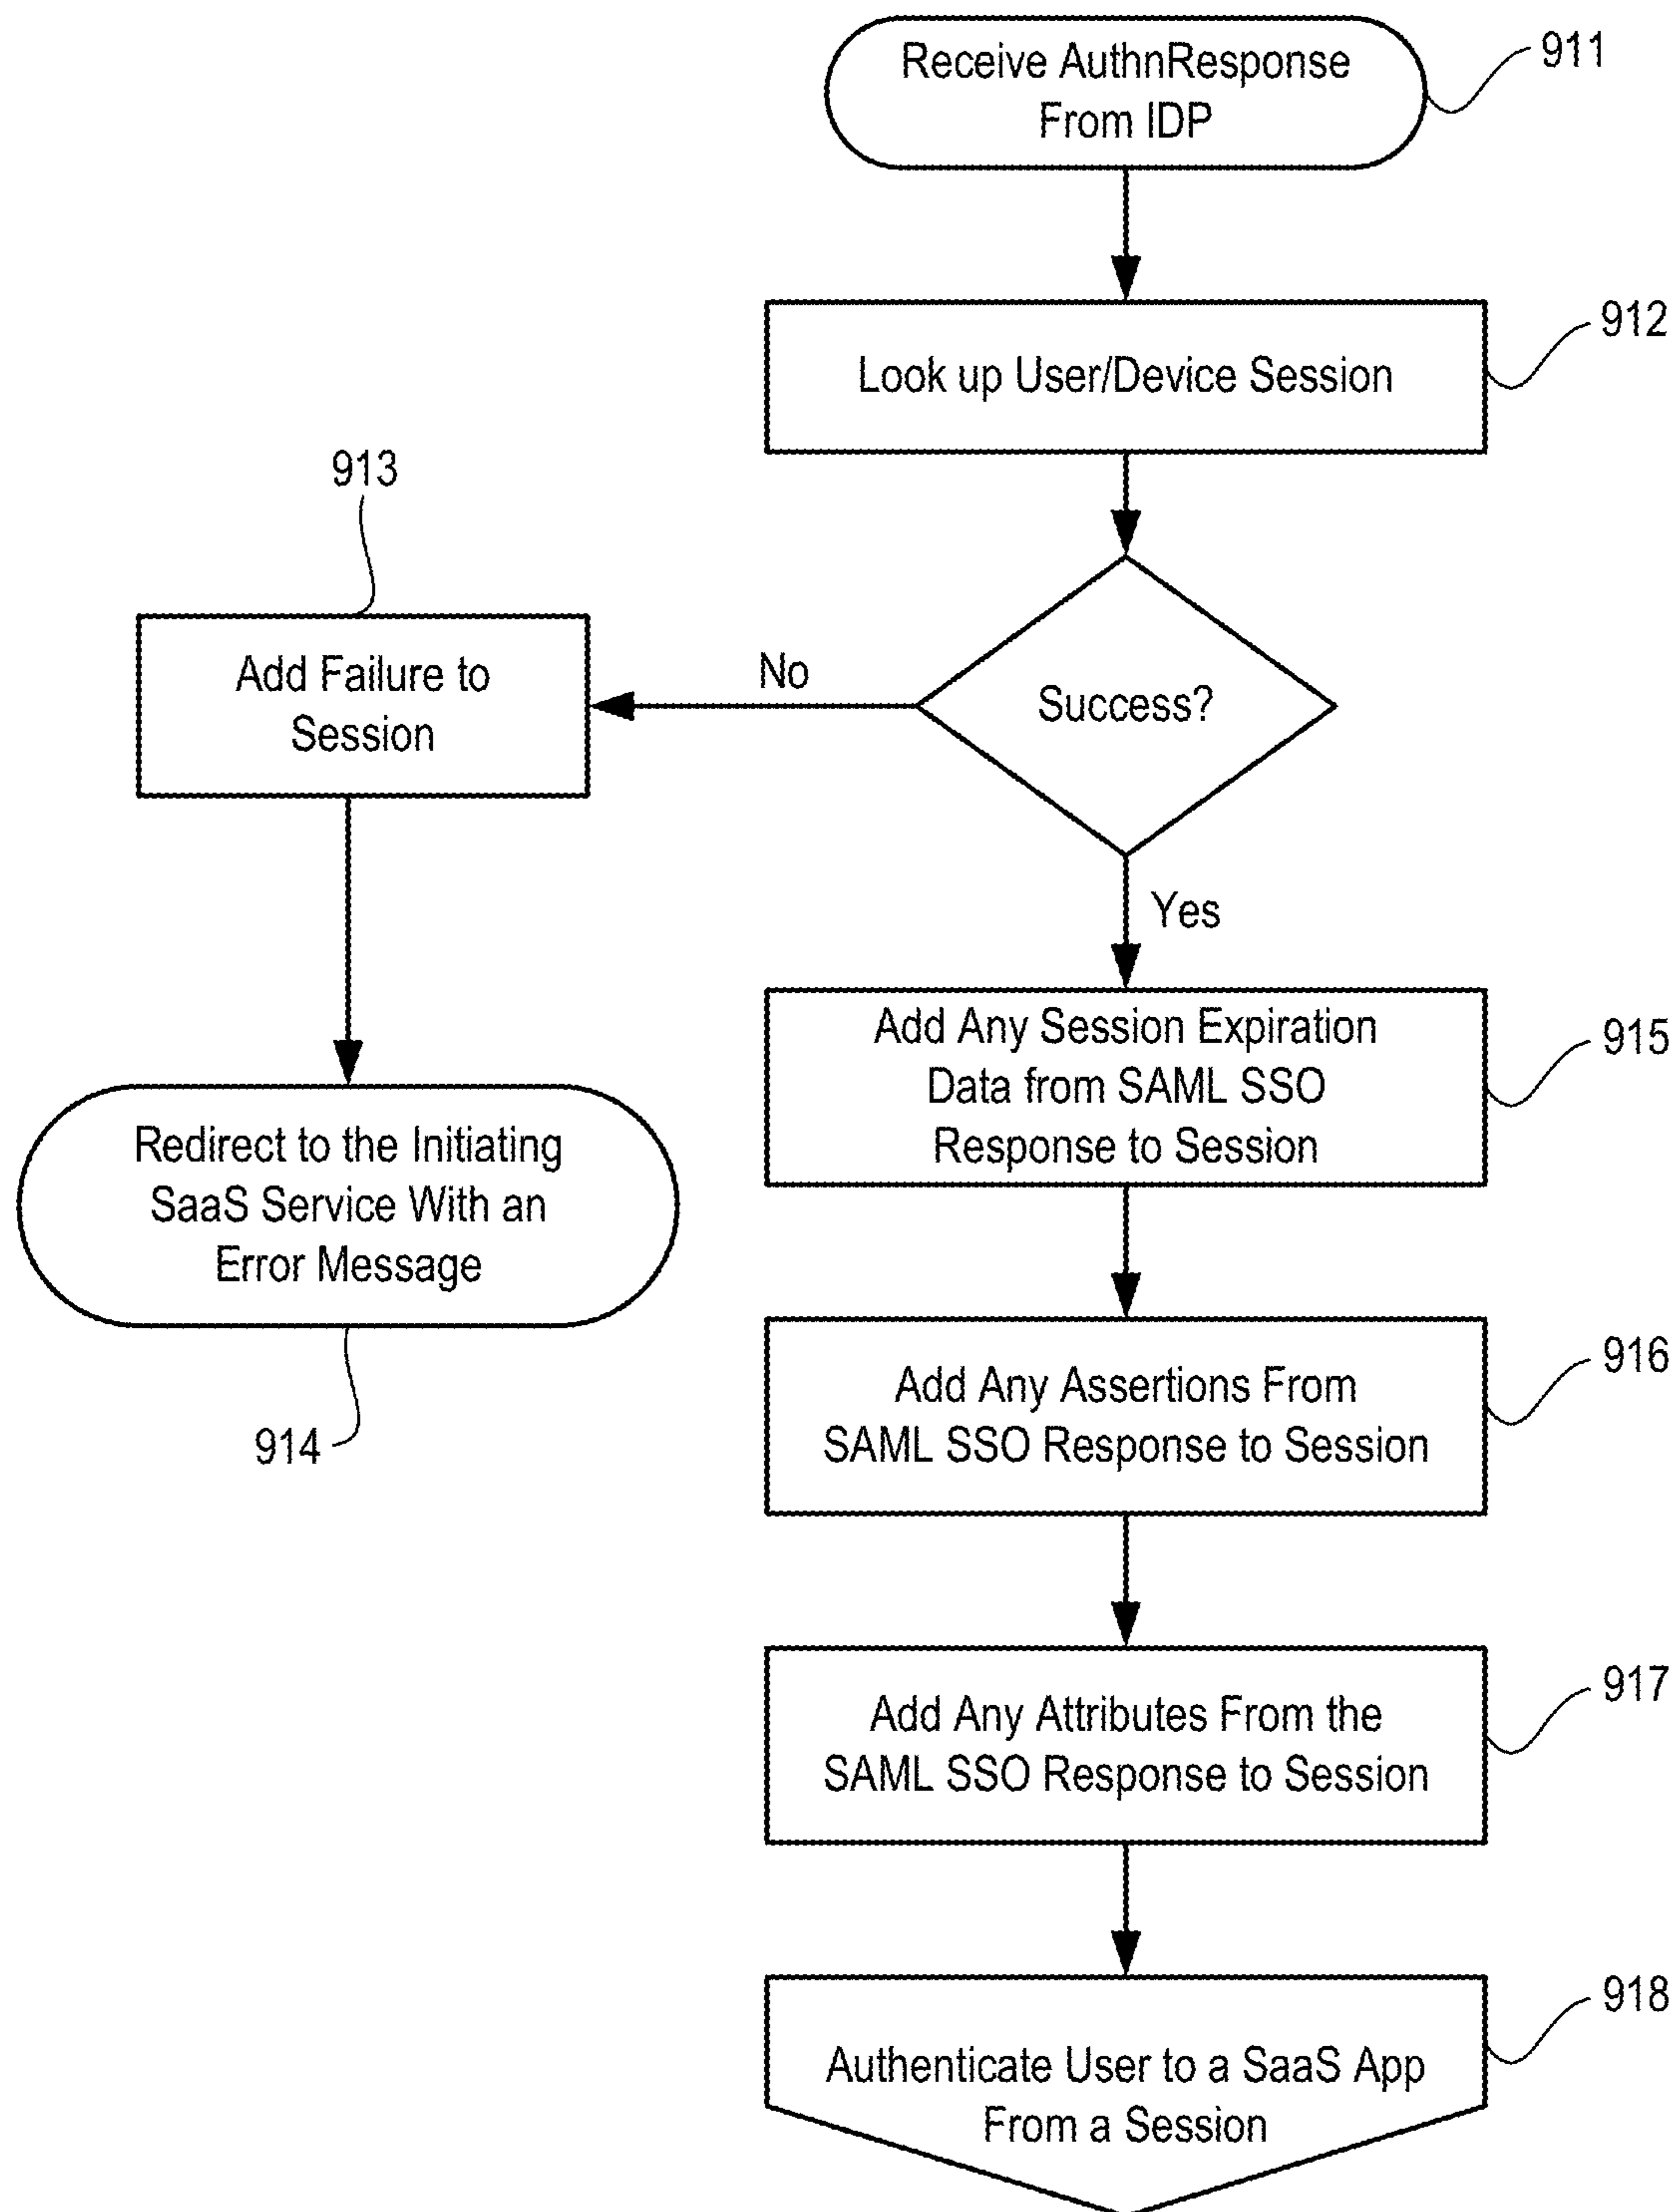 Receive AuthnResponse
From IDP
911
Look up User/Device Session
912
913
Add Failure to
Session
No
Success?
Yes
Redirect to the Initiating
SaaS Service With an
Error Message
914
Add Any Session Expiration
Data from SAML SSO
Response to Session
915
Add Any Assertions From
SAML SSO Response to Session
916
Add Any Attributes From the
SAML SSO Response to Session
917
Authenticate User to a SaaS App
From a Session
918